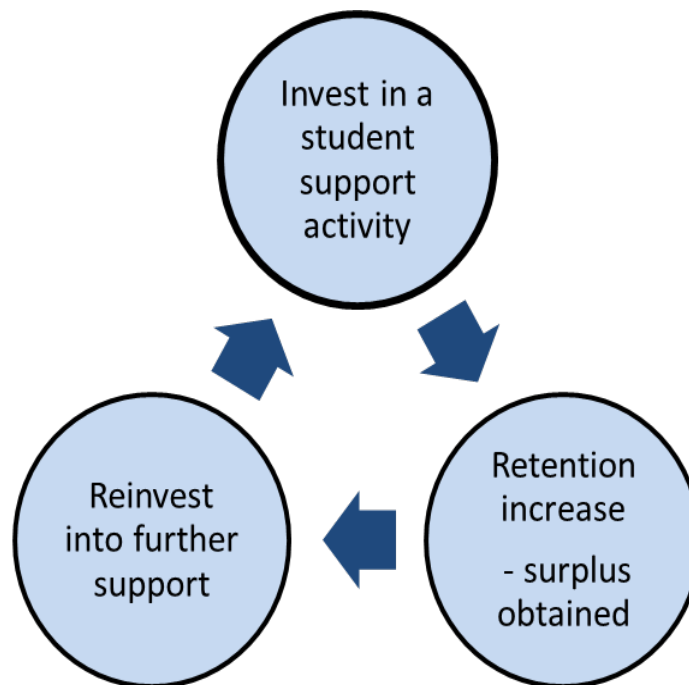 Invest in a
student
support
activity
Retention
increase
- surplus
obtained
Reinvest
into further
support